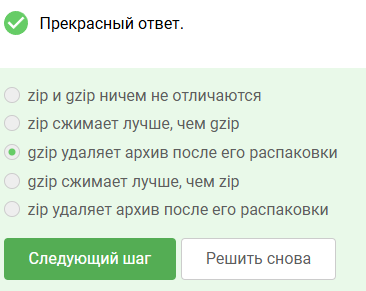 Прекрасный ответ.
zip и gzip ничем не отличаются
zip сжимает лучше, чем gzip
gzip удаляет архив после его распаковки
gzip сжимает лучше, чем zip
zip удаляет архив после его распаковки
Следующий шаг Решить снова